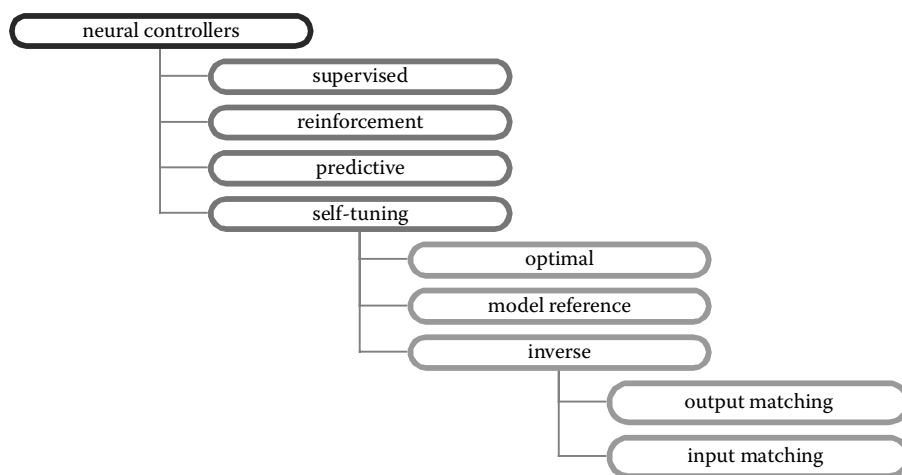 neural controllers
supervised
reinforcement
predictive
self-tuning
optimal
model reference
inverse
output matching
input matching